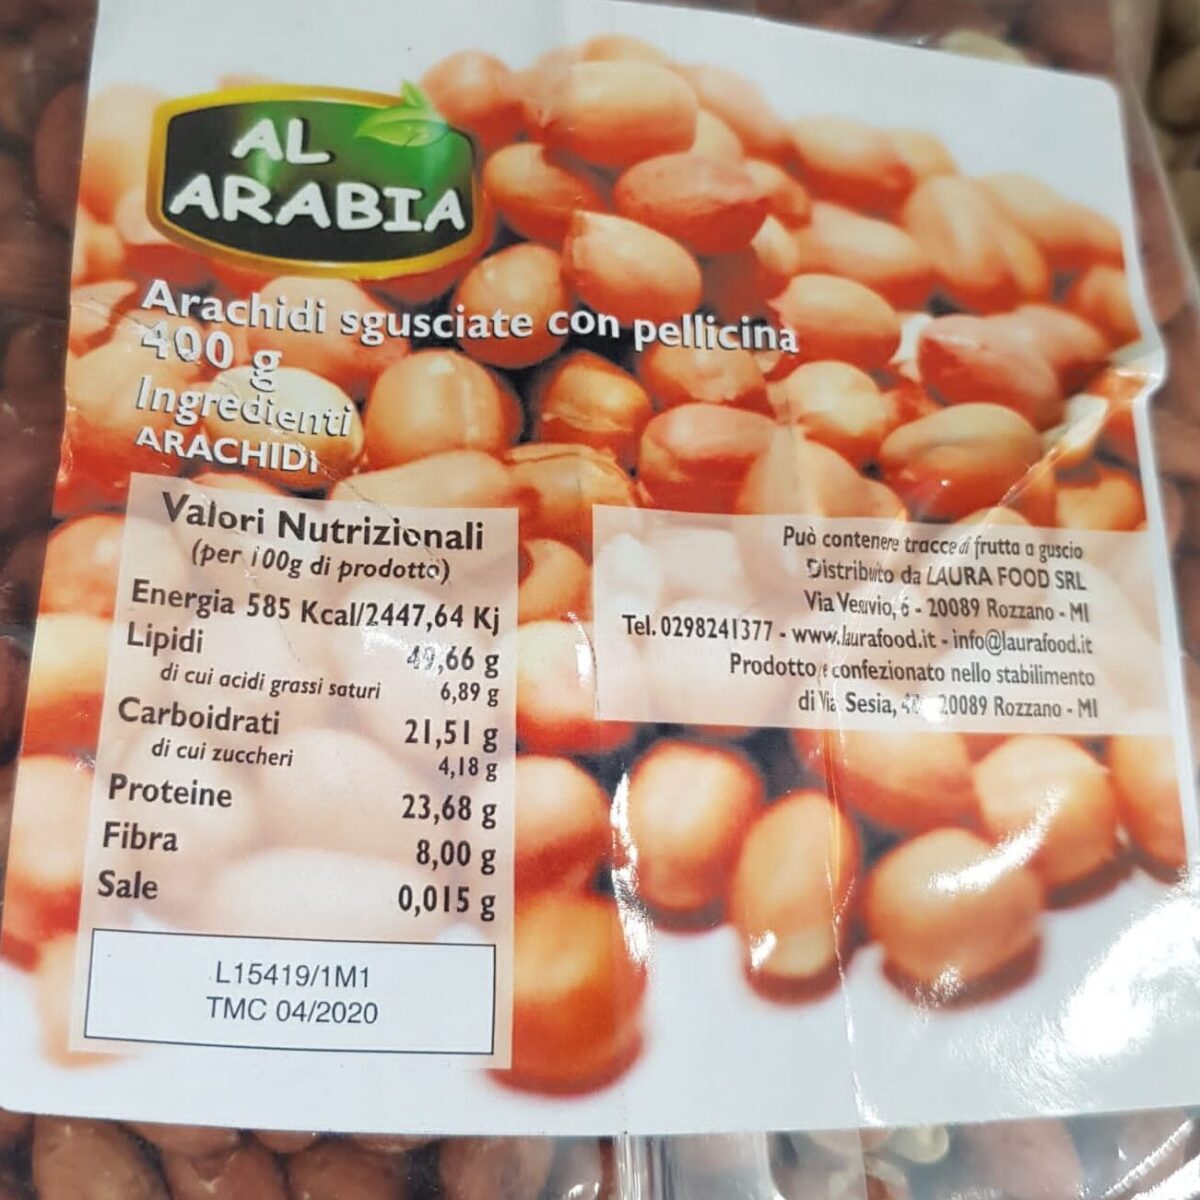 AL
ARABIA
Arachidi sgusciate con pellicina
400 g
Ingredienti
ARACHIDI
Valori Nutrizionali
(per 100g di prodotto)
Energia 585 Kcal/2447,64 Kj
Lipidi 49,66 g
di cui acidi grassi saturi 6,89 g
Carboidrati 21,51 g
di cui zuccheri 4,18 g
Proteine 23,68 g
Fibra 8,00 g
Sale 0,015 g
L15419/1M1
TMC 04/2020
Può contenere tracce di frutta a guscio
Distribuito da LAURA FOOD SRL
Via Vesuvio, 6 - 20089 Rozzano - MI
Tel. 0298241377 - www.laurafood.it - info@laurafood.it
Prodotto e confezionato nello stabilimento
di Via Sesia, 20089 Rozzano - MI